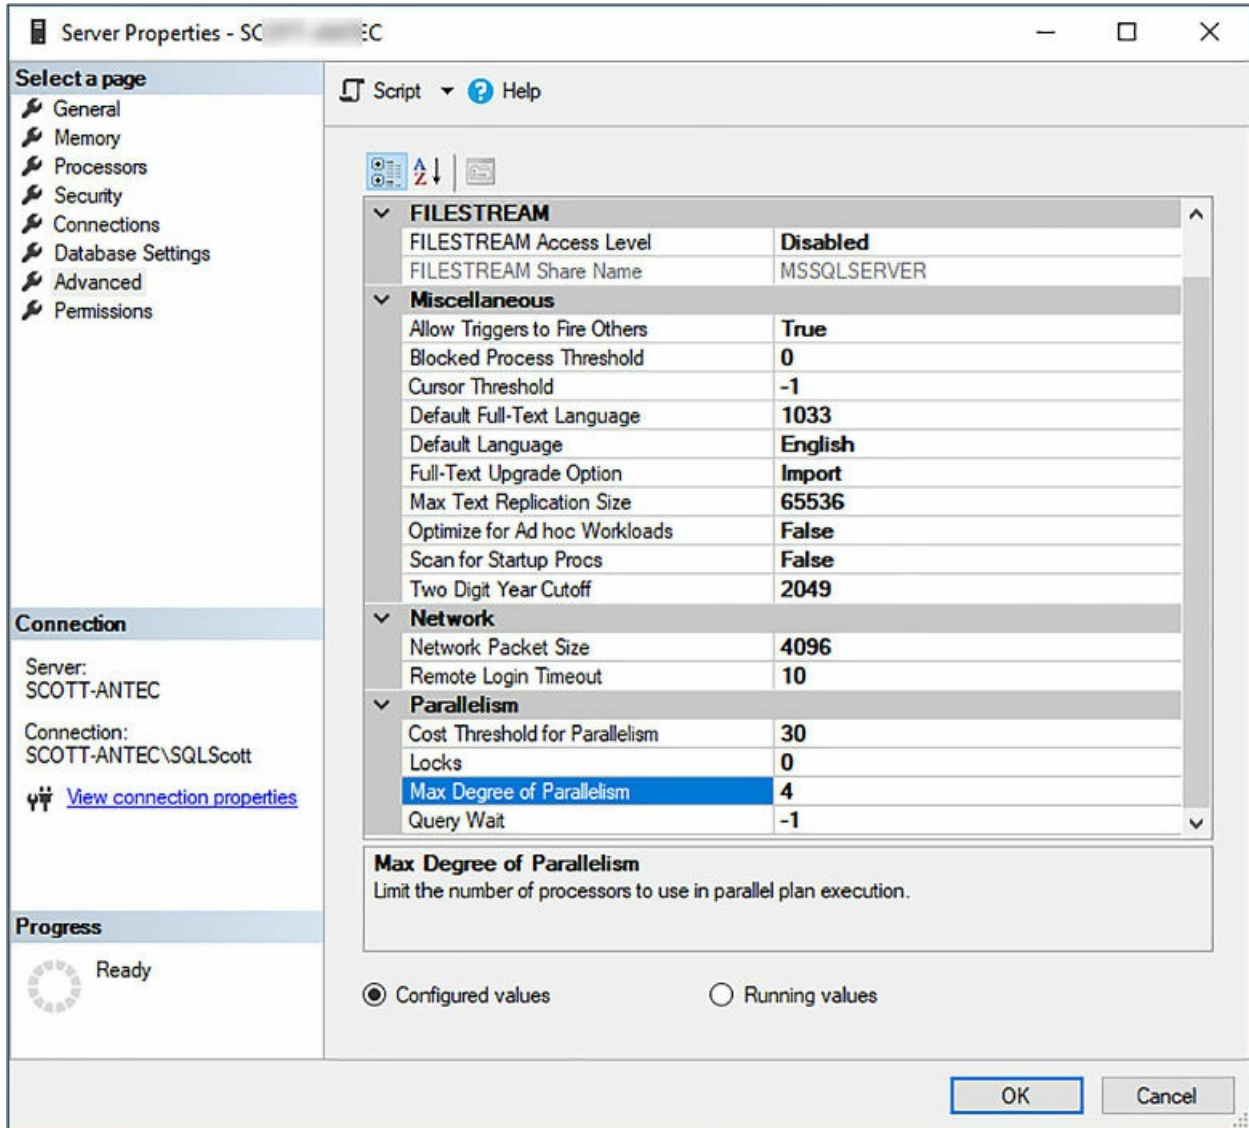 Server Properties - SC EC
Select a page
General
Memory
Processors
Security
Connections
Database Settings
Advanced
Permissions
Connection
Server:
SCOTT-ANTEC
Connection:
SCOTT-ANTEC\SQLScott
View connection properties
Progress
Ready
Script Help
FILESTREAM
FILESTREAM Access Level Disabled
FILESTREAM Share Name MSSQLSERVER
Miscellaneous
Allow Triggers to Fire Others True
Blocked Process Threshold 0
Cursor Threshold -1
Default Full-Text Language 1033
Default Language English
Full-Text Upgrade Option Import
Max Text Replication Size 65536
Optimize for Ad hoc Workloads False
Scan for Startup Procs False
Two Digit Year Cutoff 2049
Network
Network Packet Size 4096
Remote Login Timeout 10
Parallelism
Cost Threshold for Parallelism 30
Locks 0
Max Degree of Parallelism 4
Query Wait -1
Max Degree of Parallelism
Limit the number of processors to use in parallel plan execution.
Configured values Running values
OK Cancel